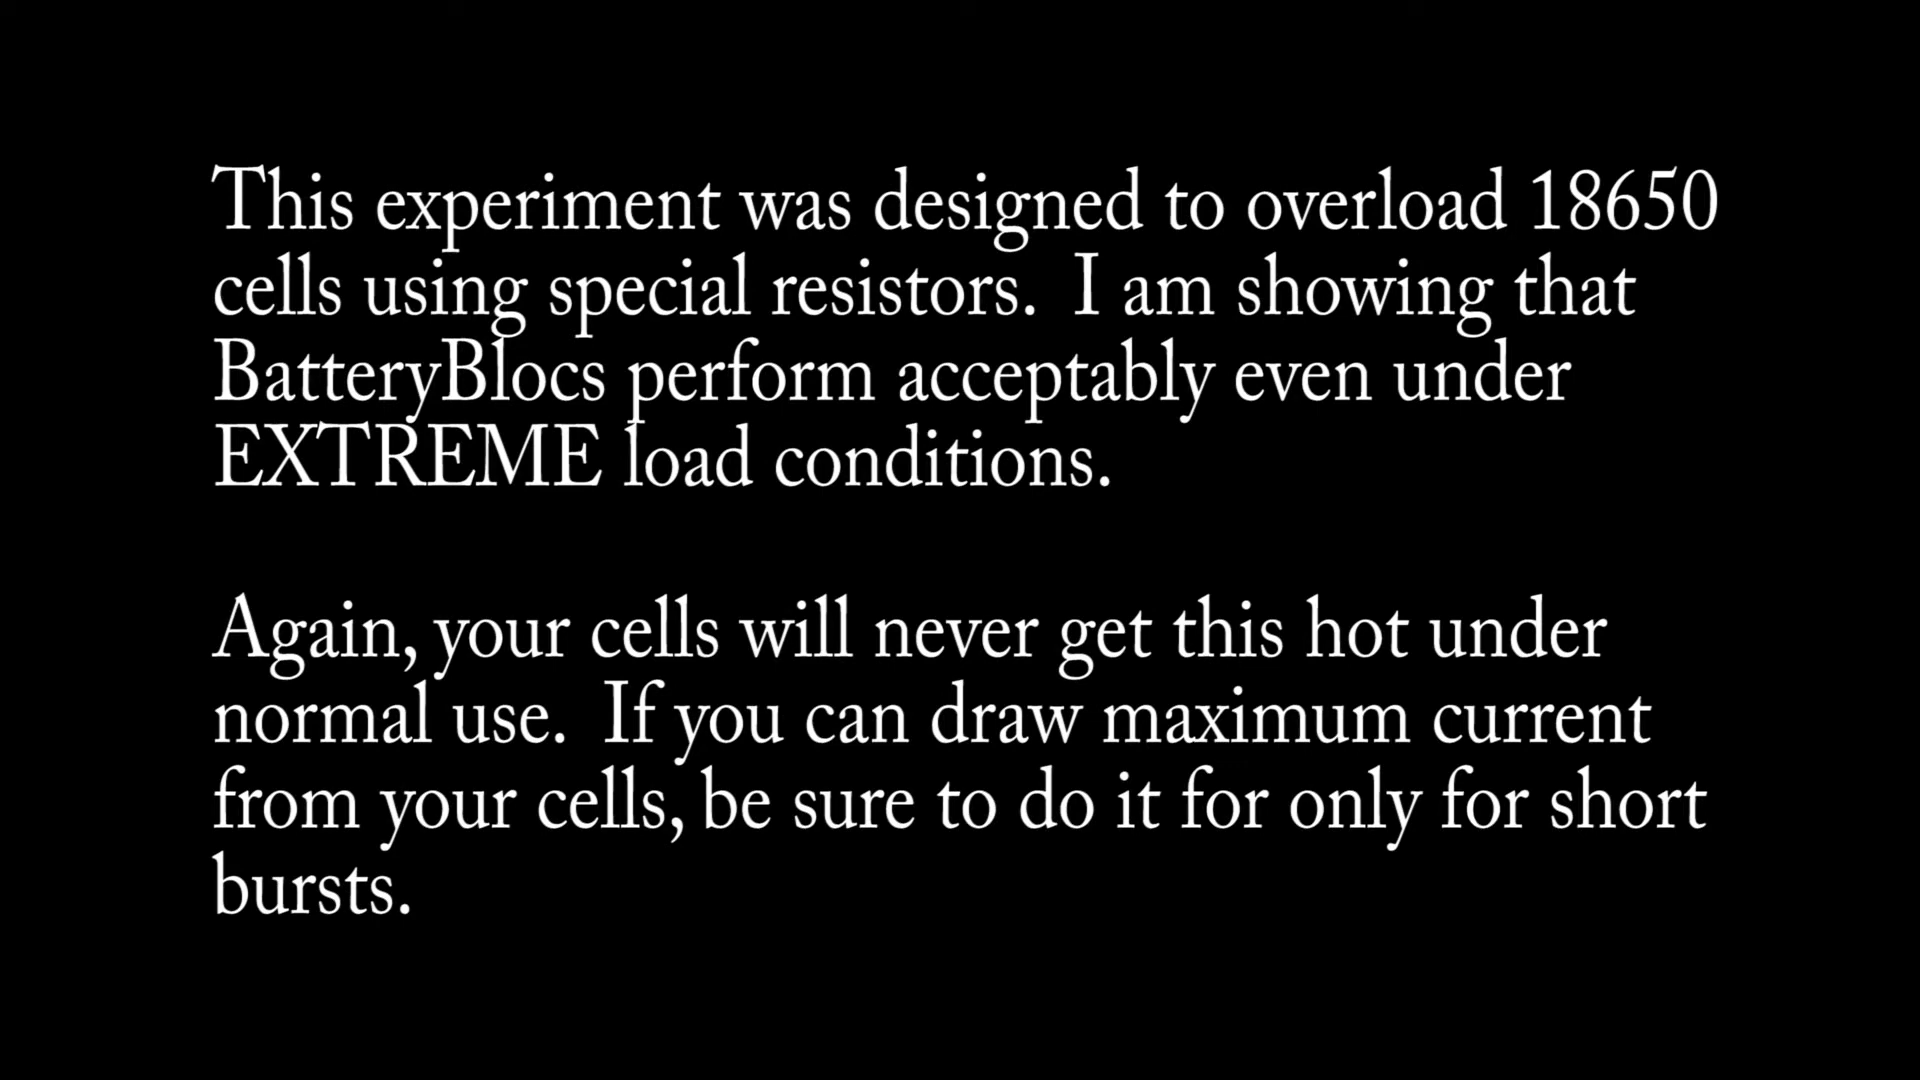 This experiment was designed to overload 18650
cells using special resistors.  I am showing that
BatteryBlocs perform acceptably even under
EXTREME load conditions.
Again, your cells will never get this hot under
normal use.  If you can draw maximum current
from your cells, be sure to do it for only for short
bursts.